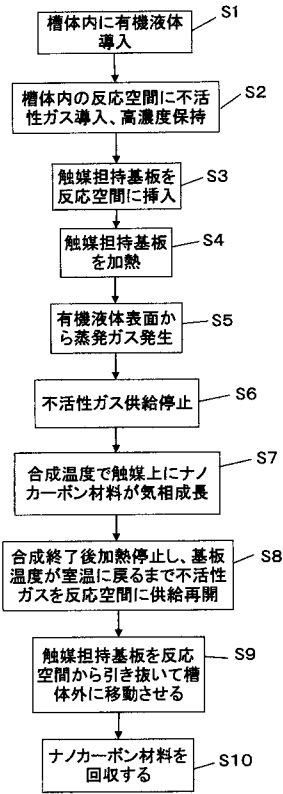 槽体内に有機液体
導入
S1
槽体内の反応空間に不活
性ガス導入、高濃度保持
S2
触媒担持基板を
反応空間に挿入
S3
触媒担持基板
を加熱
S4
有機液体表面か
ら蒸発ガス発生
S5
不活性ガス供給停止
S6
合成温度で触媒上にナノ
カーボン材料が気相成長
S7
合成終了後加熱停止し、基板
温度が室温に戻るまで不活性
ガスを反応空間に供給再開
S8
触媒担持基板を反応
空間から引き抜いて槽
体外に移動させる
S9
ナノカーボン材料を
回収する
S10